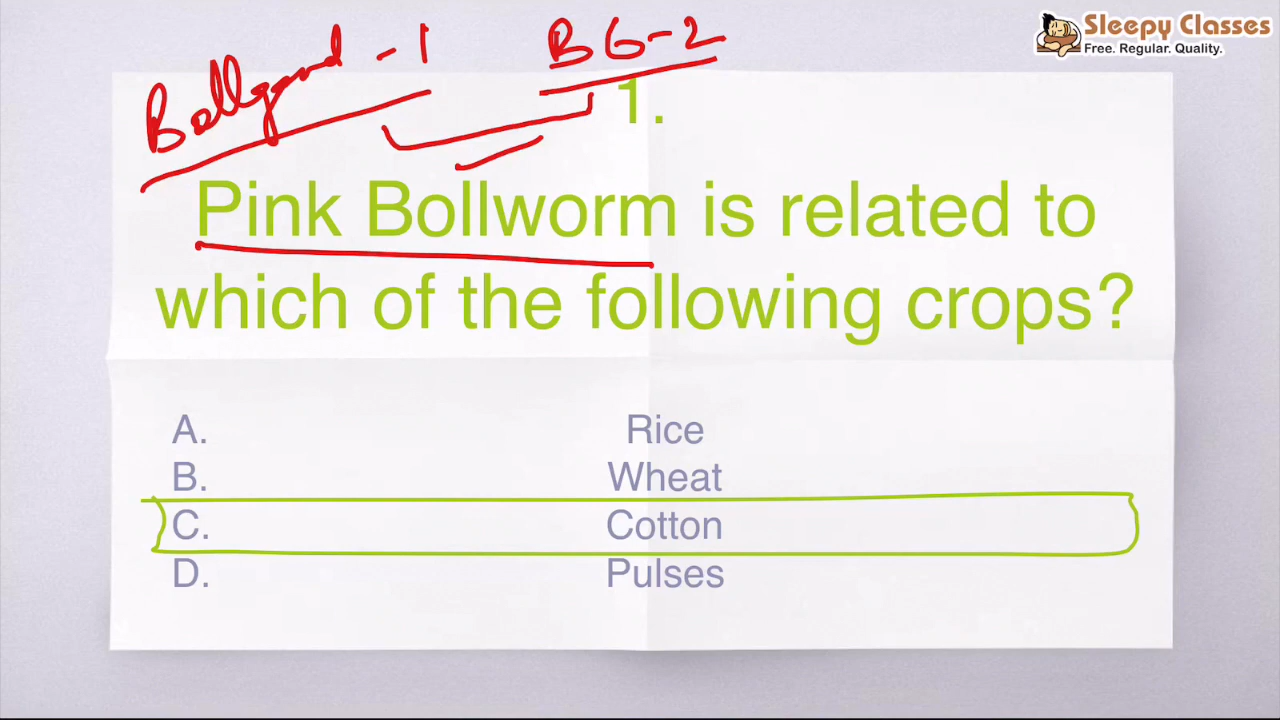 Sleepy Classes
Free. Regular. Quality.
Bollgard - 1
BG-2
1.
Pink Bollworm is related to
which of the following crops?
A. Rice
B. Wheat
C. Cotton
D. Pulses